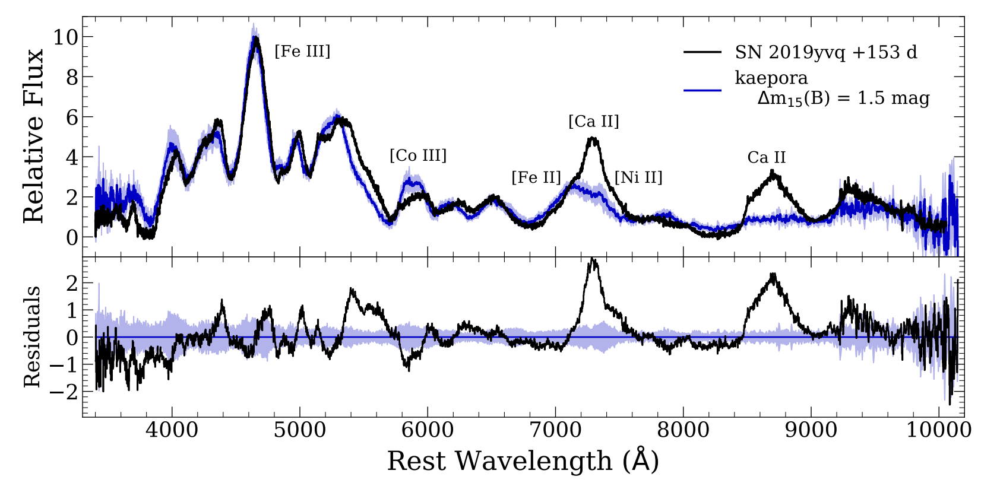 Relative Flux
10
8
6
4
2
0
[Fe III]
[Co III]
[Ca II]
[Fe II]
[Ni II]
Ca II
SN 2019yvq +153 d
kaepora
Δm₁₅(B) = 1.5 mag
Residuals
2
1
0
−1
−2
4000 5000 6000 7000 8000 9000 10000
Rest Wavelength (Å)